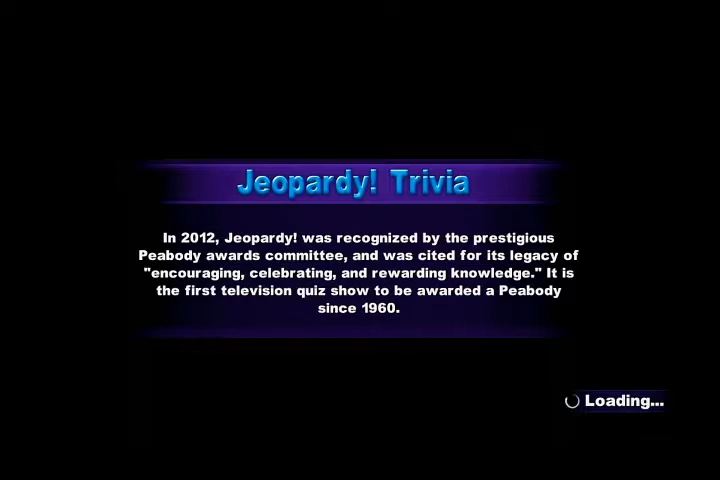 Jeopardy! Trivia
In 2012, Jeopardy! was recognized by the prestigious
Peabody awards committee, and was cited for its legacy of
"encouraging, celebrating, and rewarding knowledge." It is
the first television quiz show to be awarded a Peabody
since 1960.
Loading...